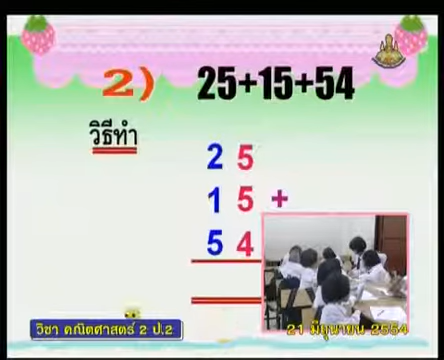 2) 25+15+54
วิธีทำ
2 5
1 5 +
5 4
วิชา คณิตศาสตร์ 2 ป.2
21 มิถุนายน 2554